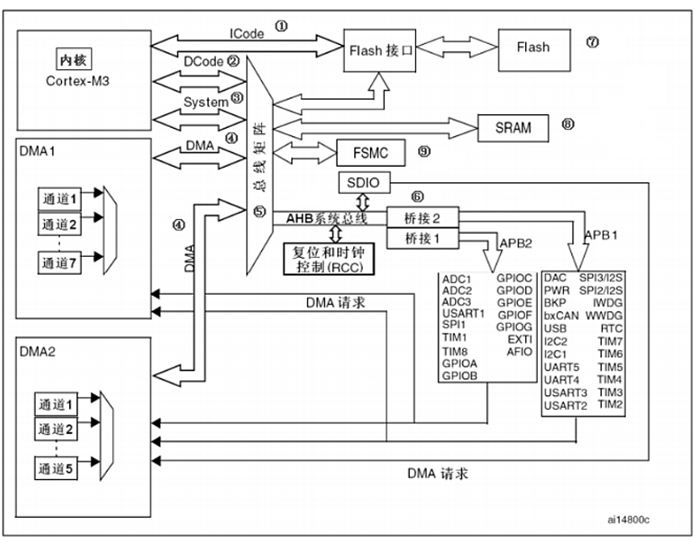 ICode ①
内核
Cortex-M3
Flash 接口
Flash
⑦
DCode ②
System ③
DMA ④
总线矩阵
⑤
SRAM
⑧
FSMC
⑨
SDIO
DMA1
通道1
通道2
通道7
④
DMA
AHB系统总线
⑥
桥接 2
桥接 1
复位和时钟
控制(RCC)
APB2
APB1
ADC1 GPIOC
ADC2 GPIOD
ADC3 GPIOE
USART1 GPIOF
SPI1 GPIOG
TIM1 EXTI
TIM8 AFIO
GPIOA
GPIOB
DAC SPI3/I2S
PWR SPI2/I2S
BKP IWDG
bxCAN WWDG
USB RTC
I2C2 TIM7
I2C1 TIM6
UART5 TIM5
UART4 TIM4
USART3 TIM3
USART2 TIM2
DMA 请求
DMA2
通道1
通道2
通道5
DMA 请求
ai14800c